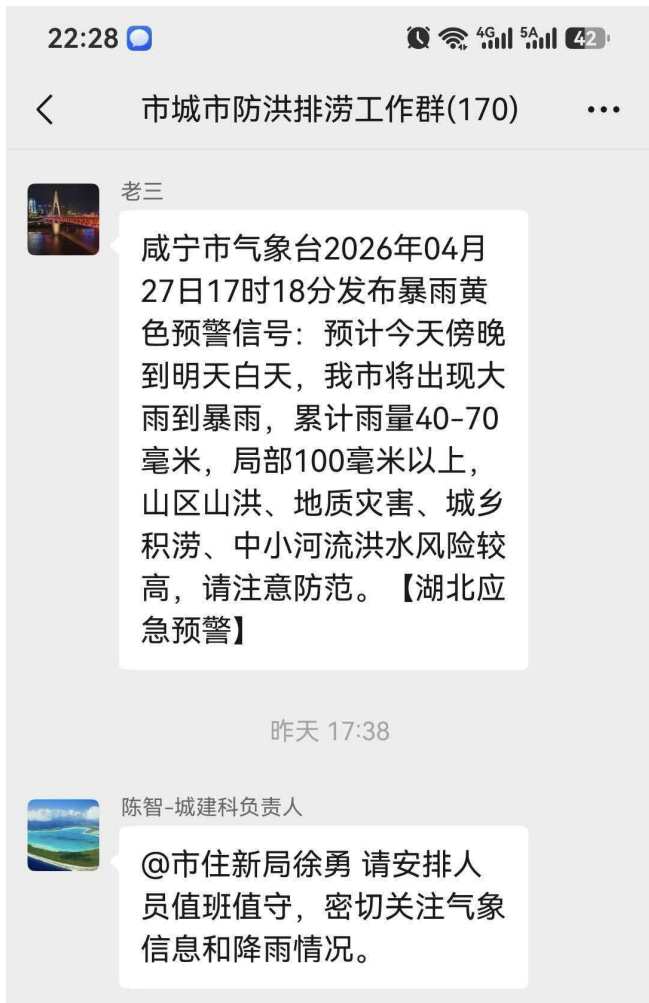 22:28
4G
5A
42
市城市防洪排涝工作群(170)
老三
咸宁市气象台2026年04月
27日17时18分发布暴雨黄
色预警信号：预计今天傍晚
到明天白天，我市将出现大
雨到暴雨，累计雨量40-70
毫米，局部100毫米以上，
山区山洪、地质灾害、城乡
积涝、中小河流洪水风险较
高，请注意防范。【湖北应
急预警】
昨天 17:38
陈智-城建科负责人
@市住新局徐勇 请安排人
员值班值守，密切关注气象
信息和降雨情况。